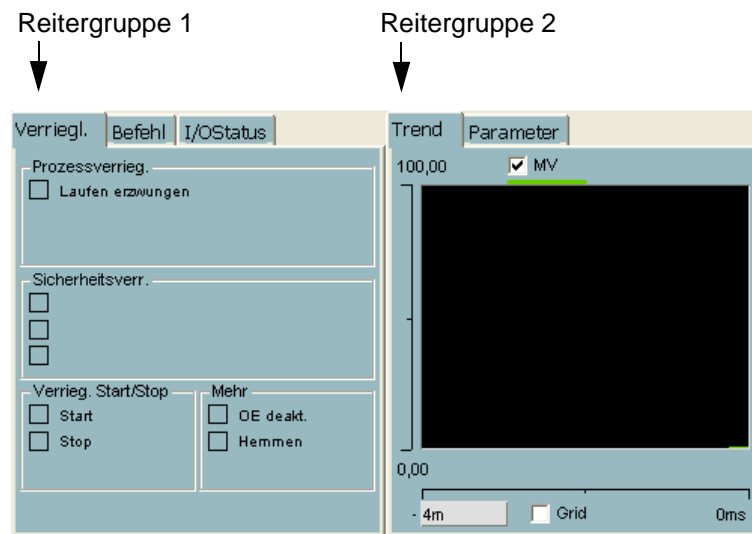 Reitergruppe 1
Reitergruppe 2
Verriegl. Befehl I/OStatus
Prozessverrieg.
Laufen erzwungen
Sicherheitsverr.
Verrieg. Start/Stop
Start
Stop
Mehr
OE deakt.
Hemmen
Trend Parameter
100,00 MV
0,00
- 4m Grid 0ms